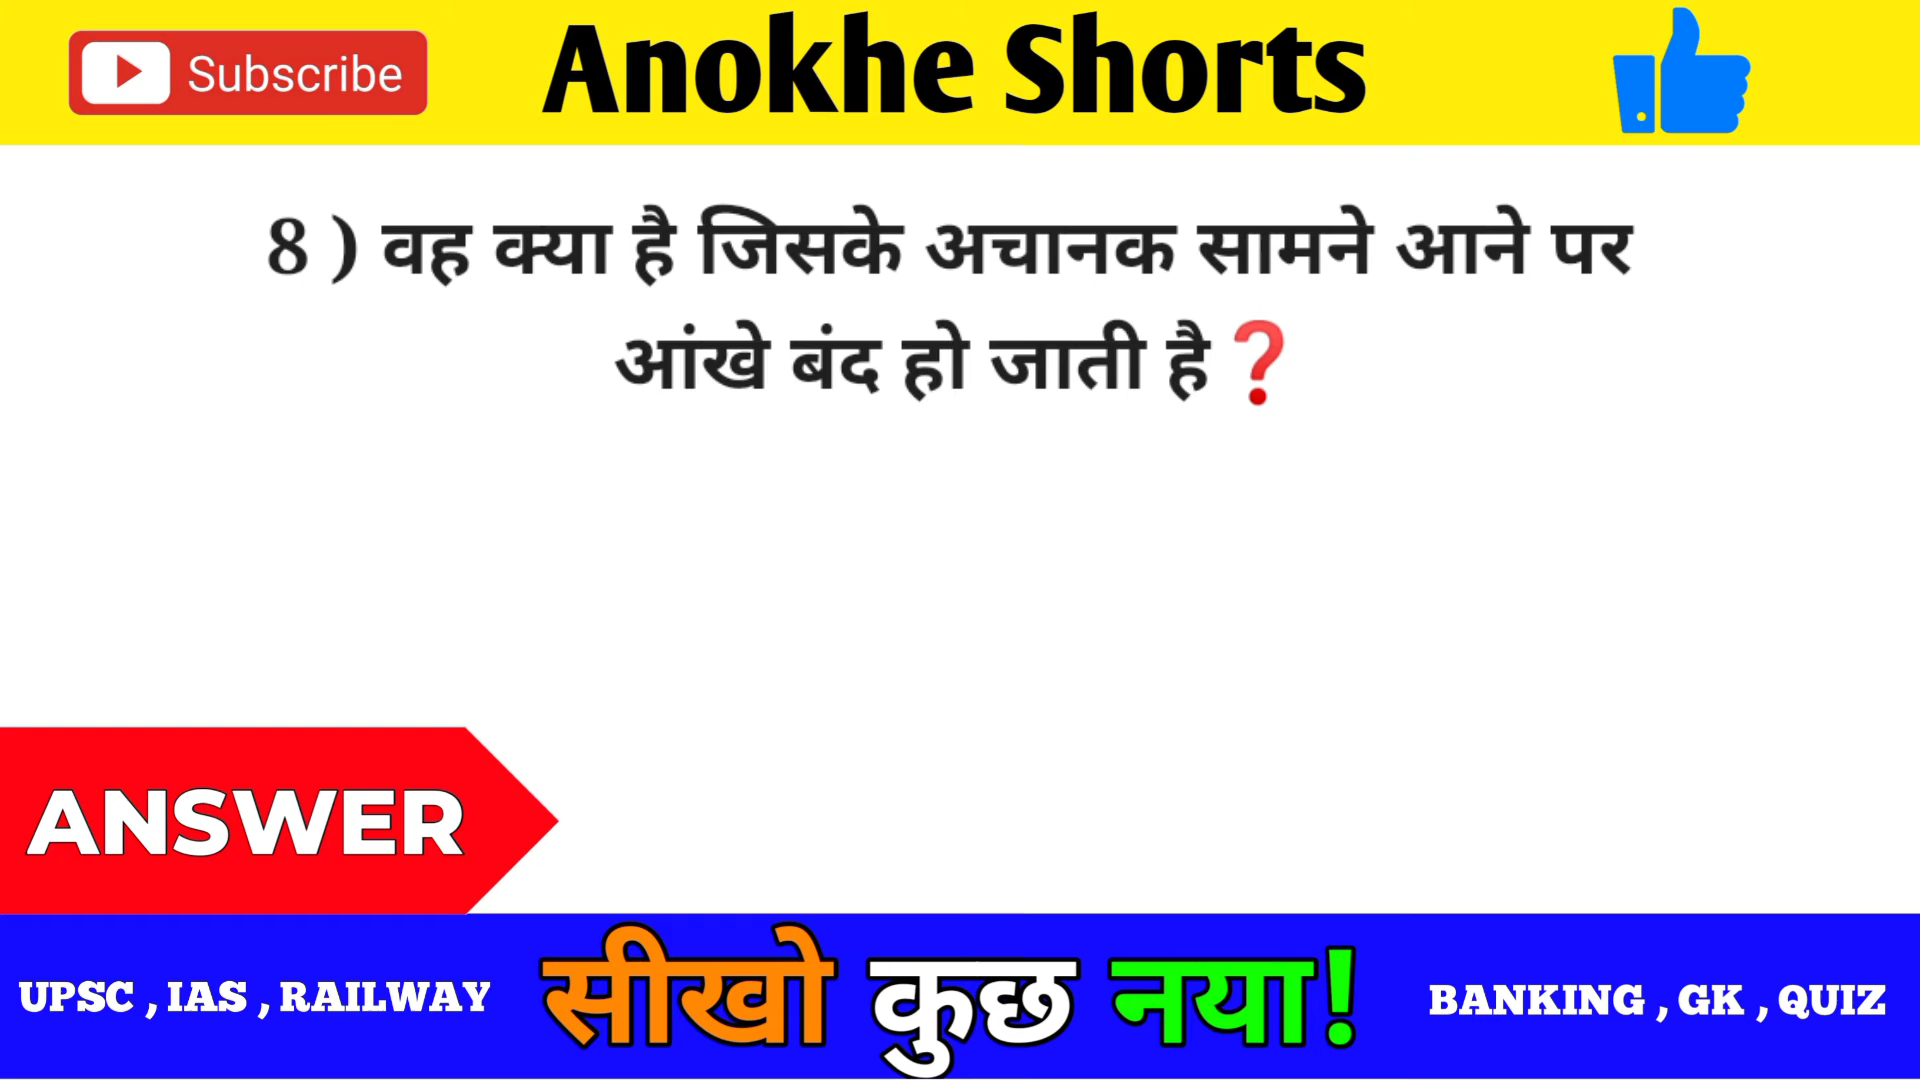 Subscribe
Anokhe Shorts
8 ) वह क्या है जिसके अचानक सामने आने पर
आंखे बंद हो जाती है ❓
ANSWER
UPSC , IAS , RAILWAY
सीखो कुछ नया!
BANKING , GK , QUIZ